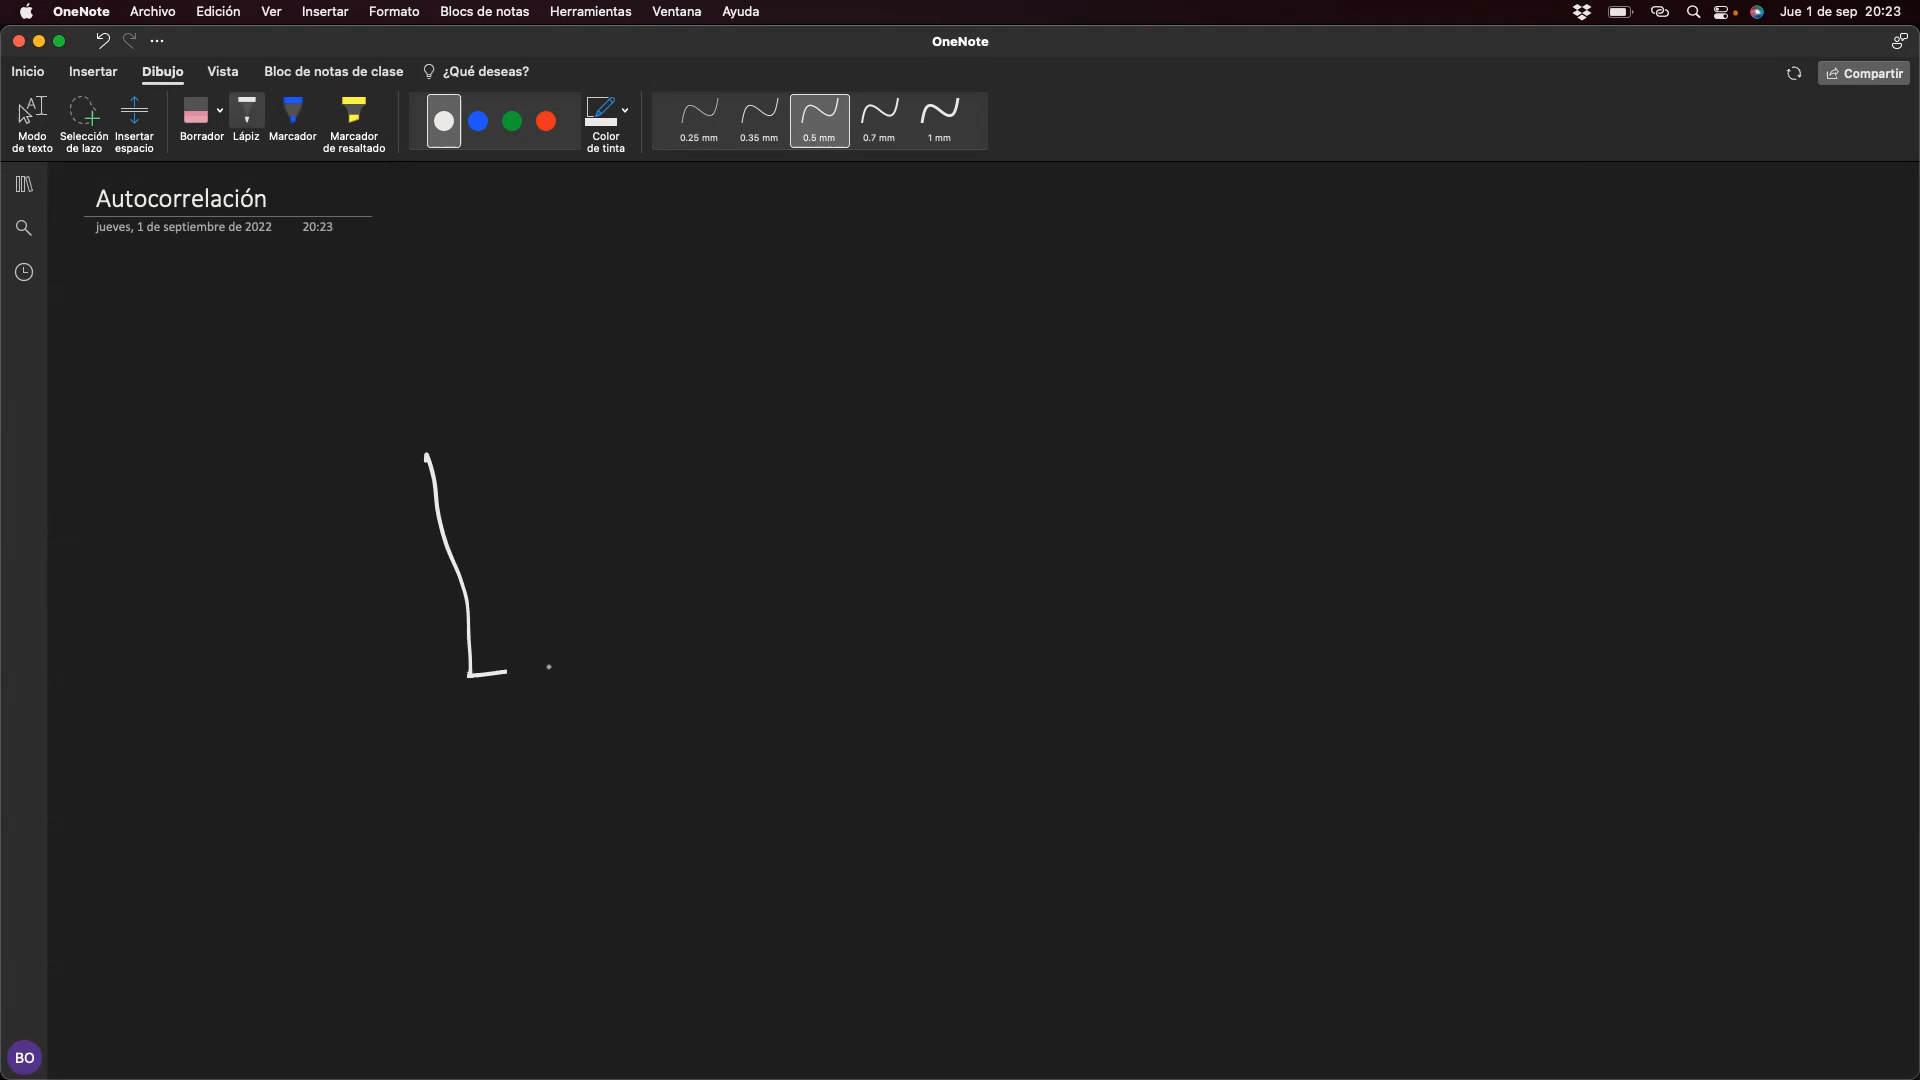 OneNote Archivo Edición Ver Insertar Formato Blocs de notas Herramientas Ventana Ayuda Jue 1 de sep 20:23
OneNote
Inicio Insertar Dibujo Vista Bloc de notas de clase ¿Qué deseas? Compartir
Modo de texto
Selección de lazo
Insertar espacio
Borrador
Lápiz
Marcador
Marcador de resaltado
Color de tinta
0.25 mm
0.35 mm
0.5 mm
0.7 mm
1 mm
Autocorrelación
jueves, 1 de septiembre de 2022 20:23
BO